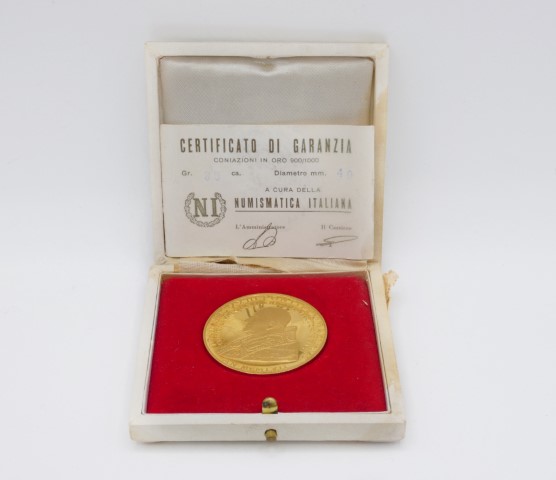 CERTIFICATO DI GARANZIA
CONIAZIONI IN ORO 900/1000
Gr. ca. Diametro mm.
A CURA DELLA
NI NUMISMATICA ITALIANA
L'Amministratore Il